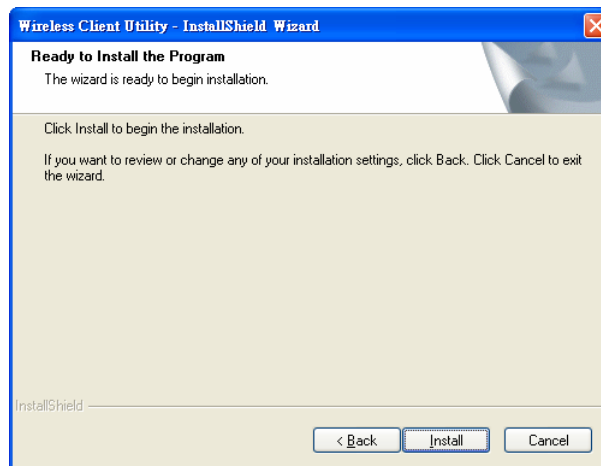 Wireless Client Utility - InstallShield Wizard
Ready to Install the Program
The wizard is ready to begin installation.
Click Install to begin the installation.
If you want to review or change any of your installation settings, click Back. Click Cancel to exit
the wizard.
InstallShield
< Back
Install
Cancel